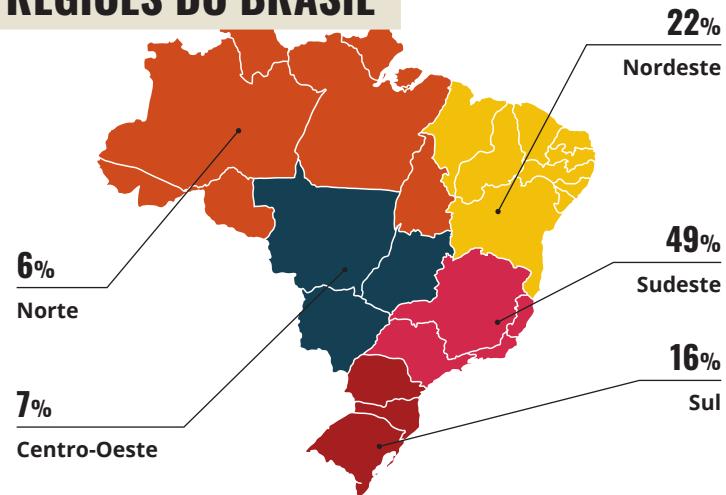 REGIÕES DO BRASIL
22%
Nordeste
49%
Sudeste
6%
Norte
16%
Sul
7%
Centro-Oeste